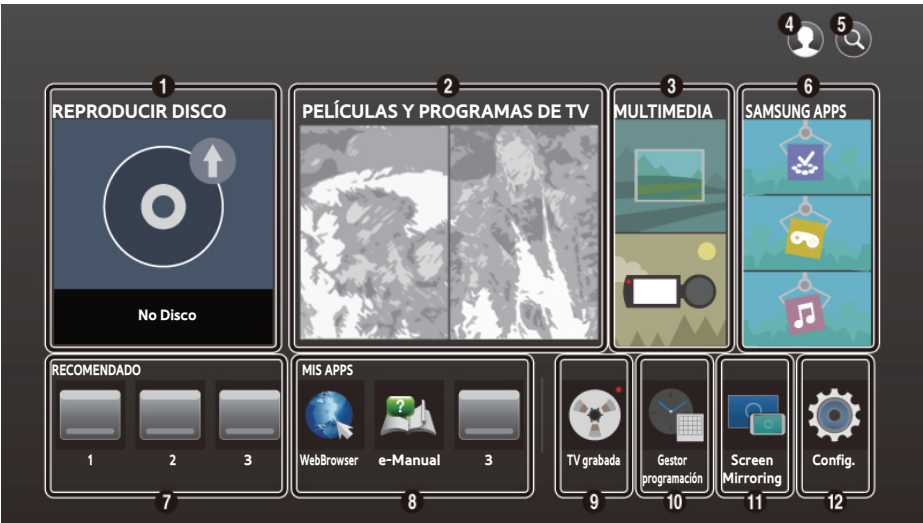 4 5
1 2 3 6
REPRODUCIR DISCO
No Disco
PELÍCULAS Y PROGRAMAS DE TV
MULTIMEDIA
SAMSUNG APPS
RECOMENDADO
1 2 3
MIS APPS
WebBrowser e-Manual 3
?
TV grabada
Gestor
programación
Screen
Mirroring
Config.
7 8 9 10 11 12